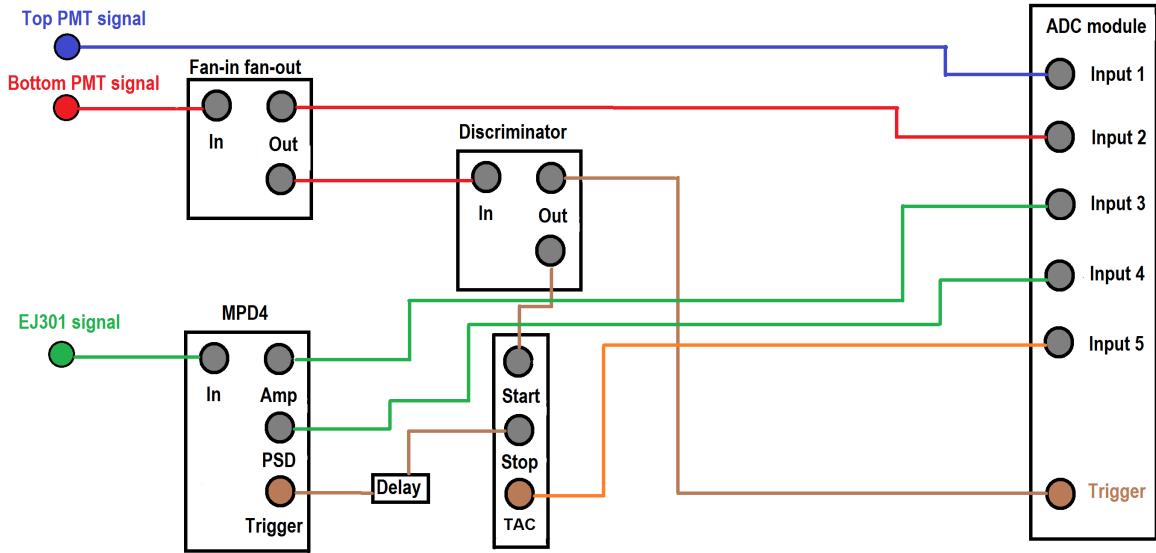 Top PMT signal
Bottom PMT signal
Fan-in fan-out
In
Out
Discriminator
In
Out
EJ301 signal
MPD4
In
Amp
PSD
Trigger
Delay
Start
Stop
TAC
ADC module
Input 1
Input 2
Input 3
Input 4
Input 5
Trigger